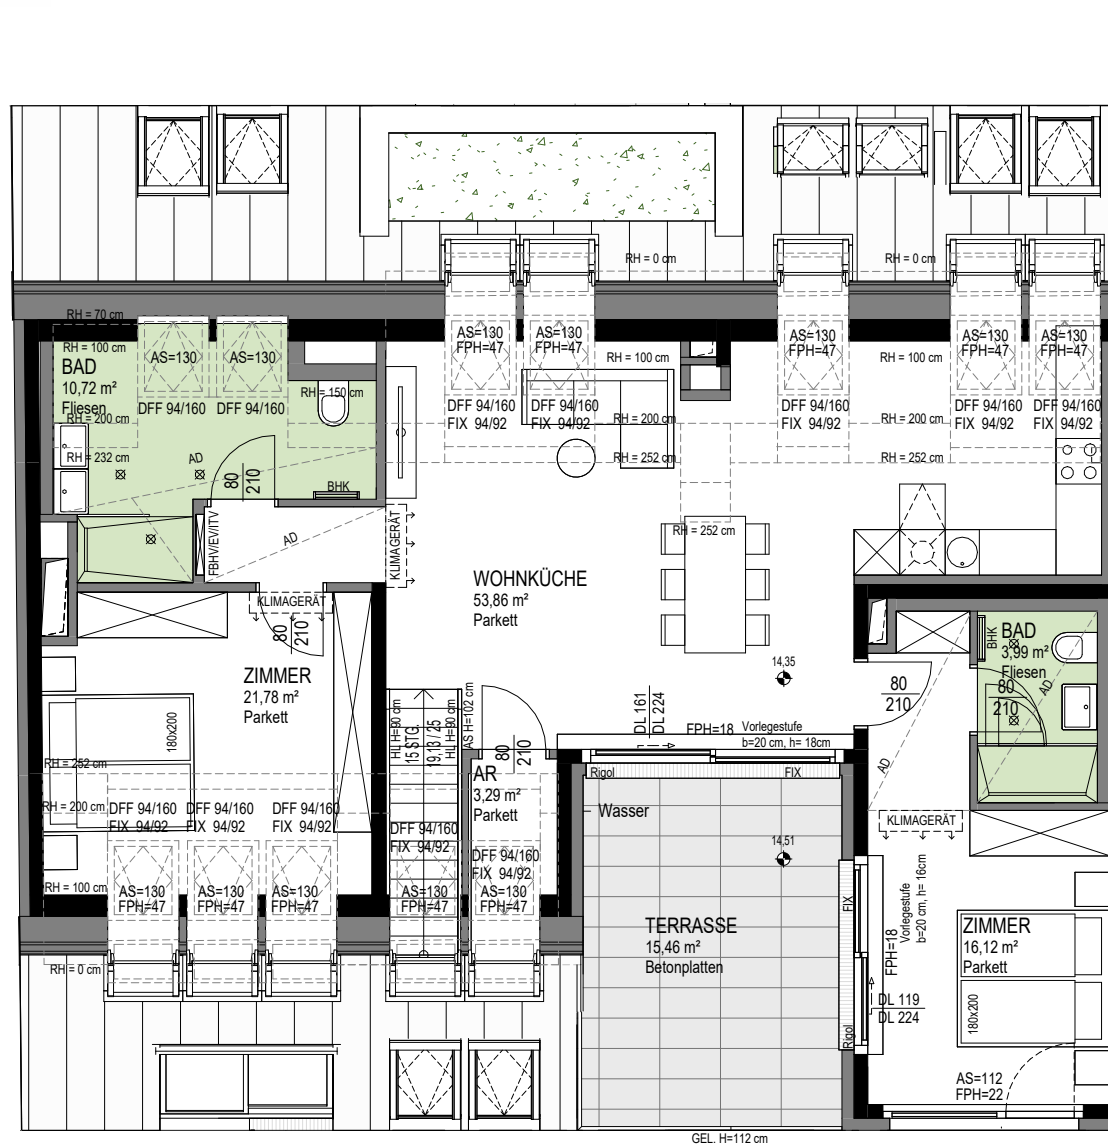 RH = 0 cm
RH = 0 cm
RH = 70 cm
RH = 100 cm
BAD
10,72 m²
Fliesen
RH = 200 cm
RH = 232 cm
AS=130
AS=130
DFF 94/160
DFF 94/160
RH = 150 cm
AD
80
210
BHK
FBHV/EV/ITV
AD
KLIMAGERÄT
KLIMAGERÄT
80
210
AS=130
FPH=47
AS=130
FPH=47
RH = 100 cm
DFF 94/160
FIX 94/92
DFF 94/160
FIX 94/92
RH = 200 cm
RH = 252 cm
RH = 252 cm
AS=130
FPH=47
DFF 94/160
FIX 94/92
RH = 100 cm
RH = 200 cm
RH = 252 cm
AS=130
FPH=47
AS=130
FPH=47
DFF 94/160
FIX 94/92
DFF 94/160
FIX 94/92
WOHNKÜCHE
53,86 m²
Parkett
14,35
ZIMMER
21,78 m²
Parkett
180x200
RH = 252 cm
RH = 200 cm
DFF 94/160
FIX 94/92
DFF 94/160
FIX 94/92
DFF 94/160
FIX 94/92
RH = 100 cm
AS=130
FPH=47
AS=130
FPH=47
AS=130
FPH=47
RH = 0 cm
HL H=90 cm
15 STG.
19,13 / 25
HL H=90 cm
AS H=102 cm
80
210
AR
3,29 m²
Parkett
DFF 94/160
FIX 94/92
DFF 94/160
FIX 94/92
AS=130
FPH=47
AS=130
FPH=47
DL 161
DL 224
FPH=18
Vorlegestufe
b=20 cm, h= 18cm
Rigol
FIX
Wasser
14,51
TERRASSE
15,46 m²
Betonplatten
FIX
Rigol
GEL. H=112 cm
80
210
BHK
BAD
3,99 m²
Fliesen
80
210
AD
AD
KLIMAGERÄT
FPH=18
Vorlegestufe
b=20 cm, h= 16cm
DL 119
DL 224
ZIMMER
16,12 m²
Parkett
180x200
AS=112
FPH=22